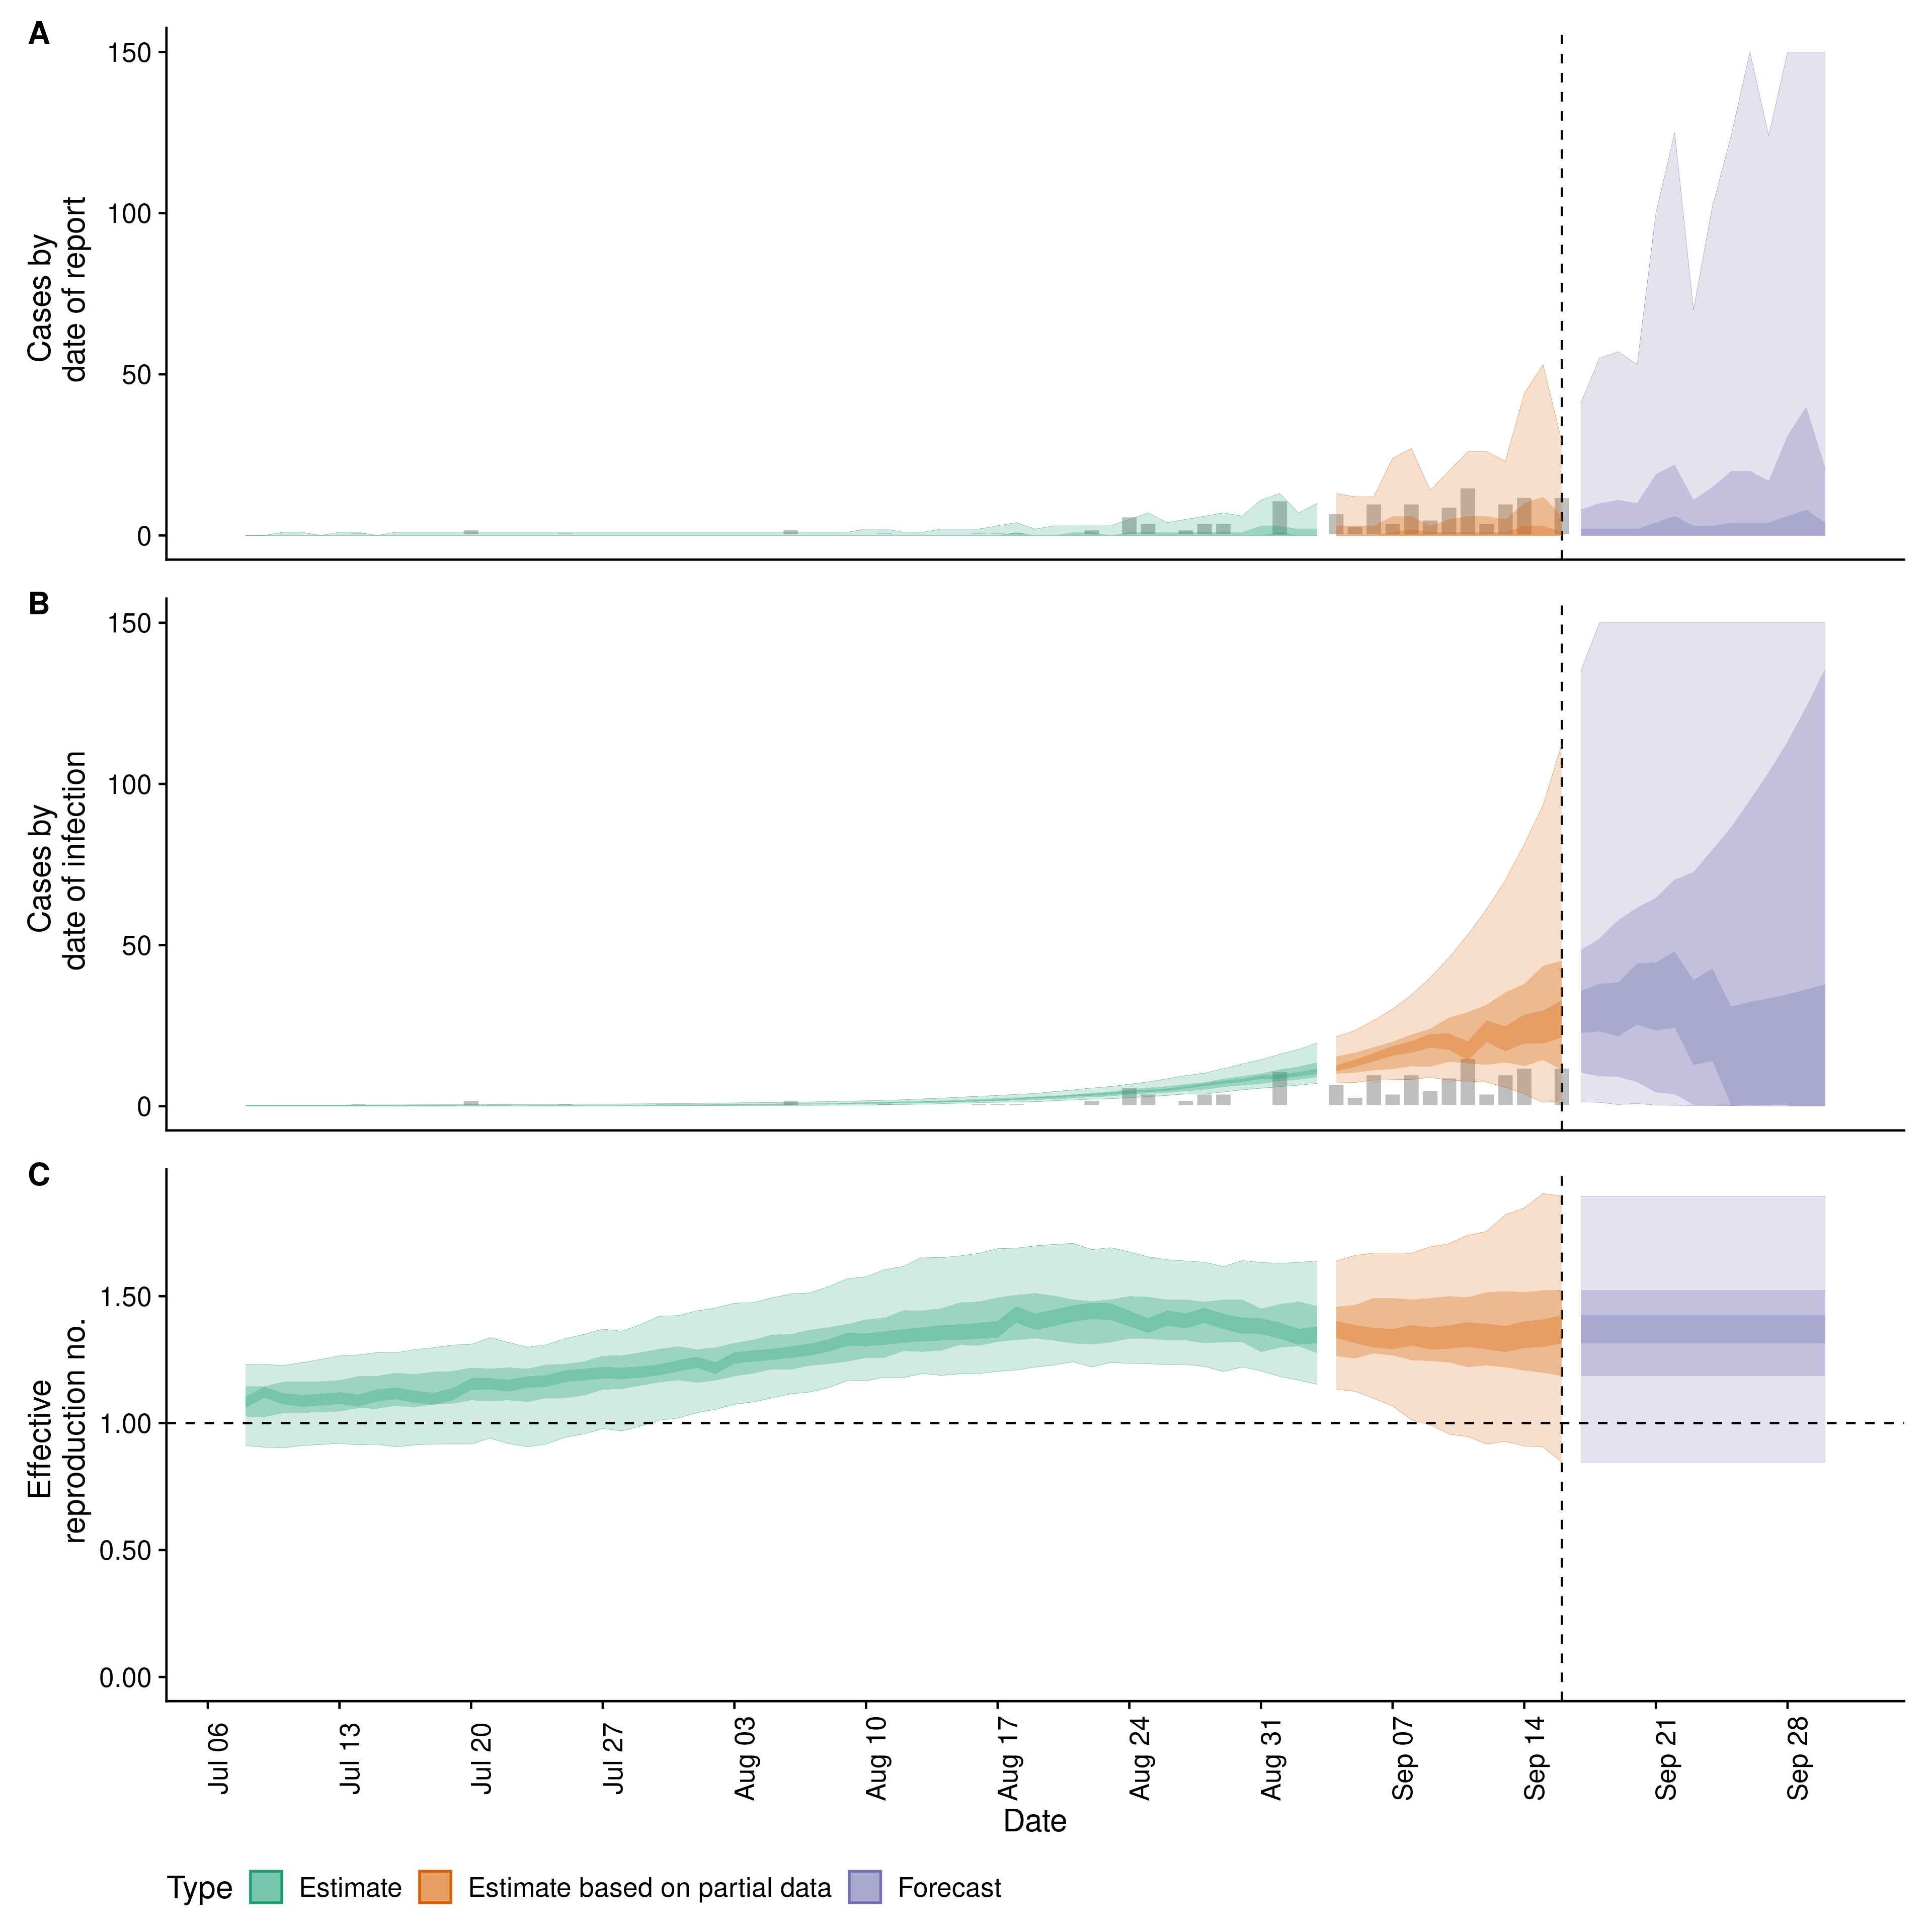 A
150
100
50
0
Cases by
date of report
B
150
100
50
0
Cases by
date of infection
C
1.50
1.00
0.50
0.00
Effective
reproduction no.
Jul 06
Jul 13
Jul 20
Jul 27
Aug 03
Aug 10
Aug 17
Aug 24
Aug 31
Sep 07
Sep 14
Sep 21
Sep 28
Date
Type Estimate Estimate based on partial data Forecast